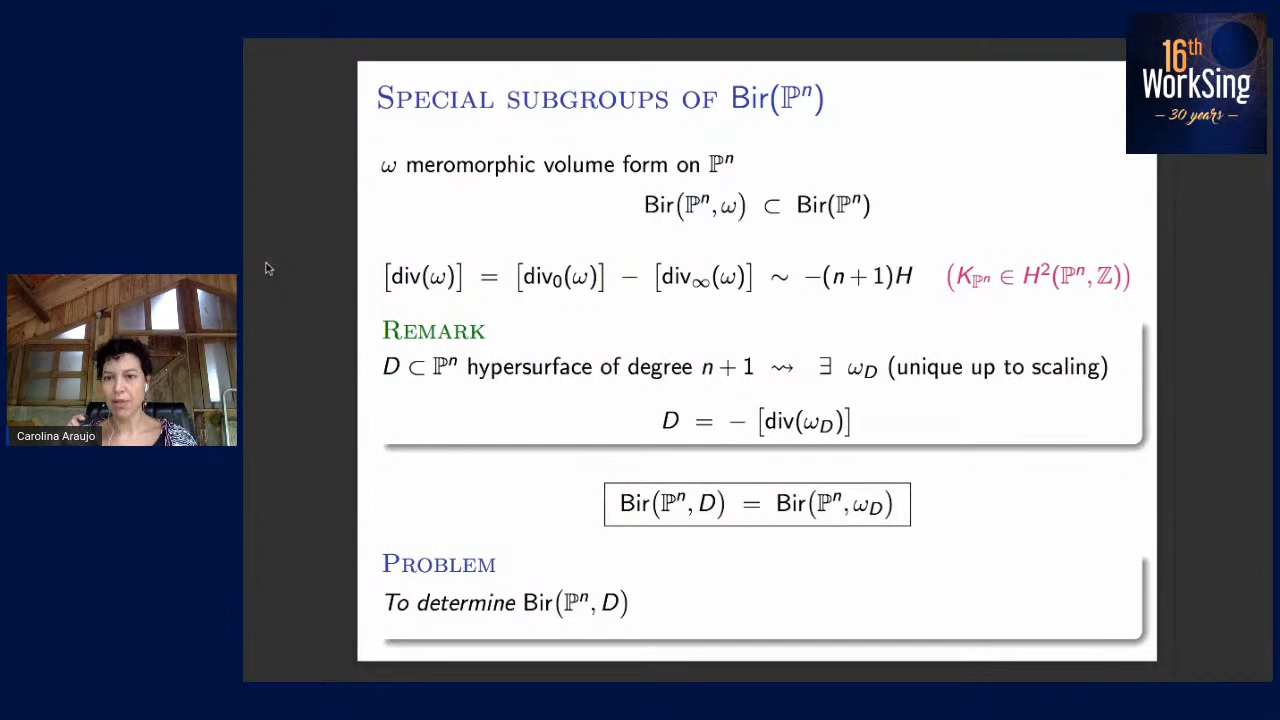 16th
WorkSing
— 30 years —
Special subgroups of Bir(ℙⁿ)
ω meromorphic volume form on ℙⁿ
Bir(ℙⁿ, ω) ⊂ Bir(ℙⁿ)
[div(ω)] = [div₀(ω)] − [div∞(ω)] ∼ −(n + 1)H (K_ℙⁿ ∈ H²(ℙⁿ, ℤ))
Remark
D ⊂ ℙⁿ hypersurface of degree n + 1 ⇝ ∃ ω_D (unique up to scaling)
D = − [div(ω_D)]
Bir(ℙⁿ, D) = Bir(ℙⁿ, ω_D)
Problem
To determine Bir(ℙⁿ, D)
Carolina Araujo